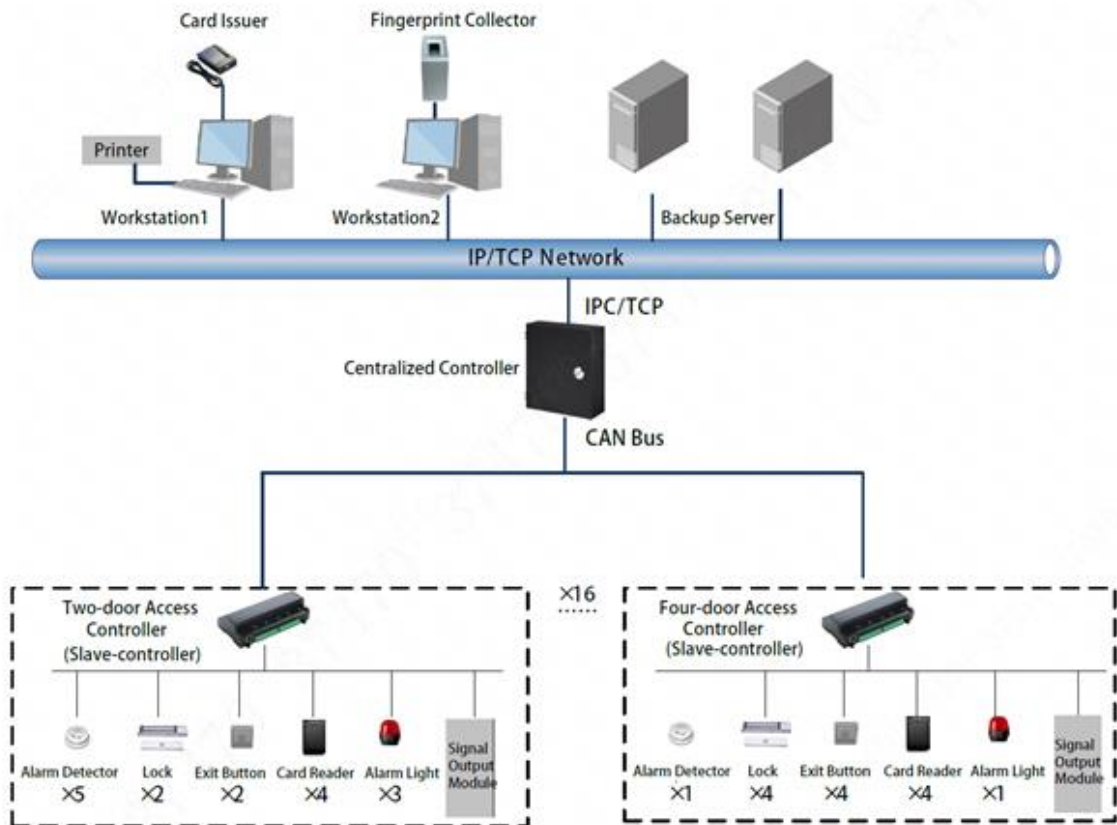 Card Issuer
Fingerprint Collector
Printer
Workstation1
Workstation2
Backup Server
IP/TCP Network
IPC/TCP
Centralized Controller
CAN Bus
×16
Two-door Access
Controller
(Slave-controller)
Four-door Access
Controller
(Slave-controller)
Alarm Detector
×5
Lock
×2
Exit Button
×2
Card Reader
×4
Alarm Light
×3
Signal
Output
Module
Alarm Detector
×1
Lock
×4
Exit Button
×4
Card Reader
×4
Alarm Light
×1
Signal
Output
Module